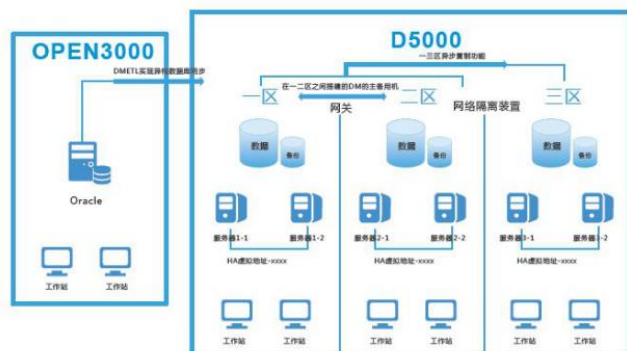 OPEN3000
D5000
DMETL实现异构数据库同步
一三区异步复制功能
在一二区之间搭建的DM的主备用机
一区
二区
三区
网关
网络隔离装置
数据
备份
数据
备份
数据
备份
Oracle
服务器1-1
服务器1-2
服务器2-1
服务器2-2
服务器3-1
服务器3-2
HA虚拟地址-xxxx
HA虚拟地址-xxxx
HA虚拟地址-xxxx
工作站
工作站
工作站
工作站
工作站
工作站
工作站
工作站